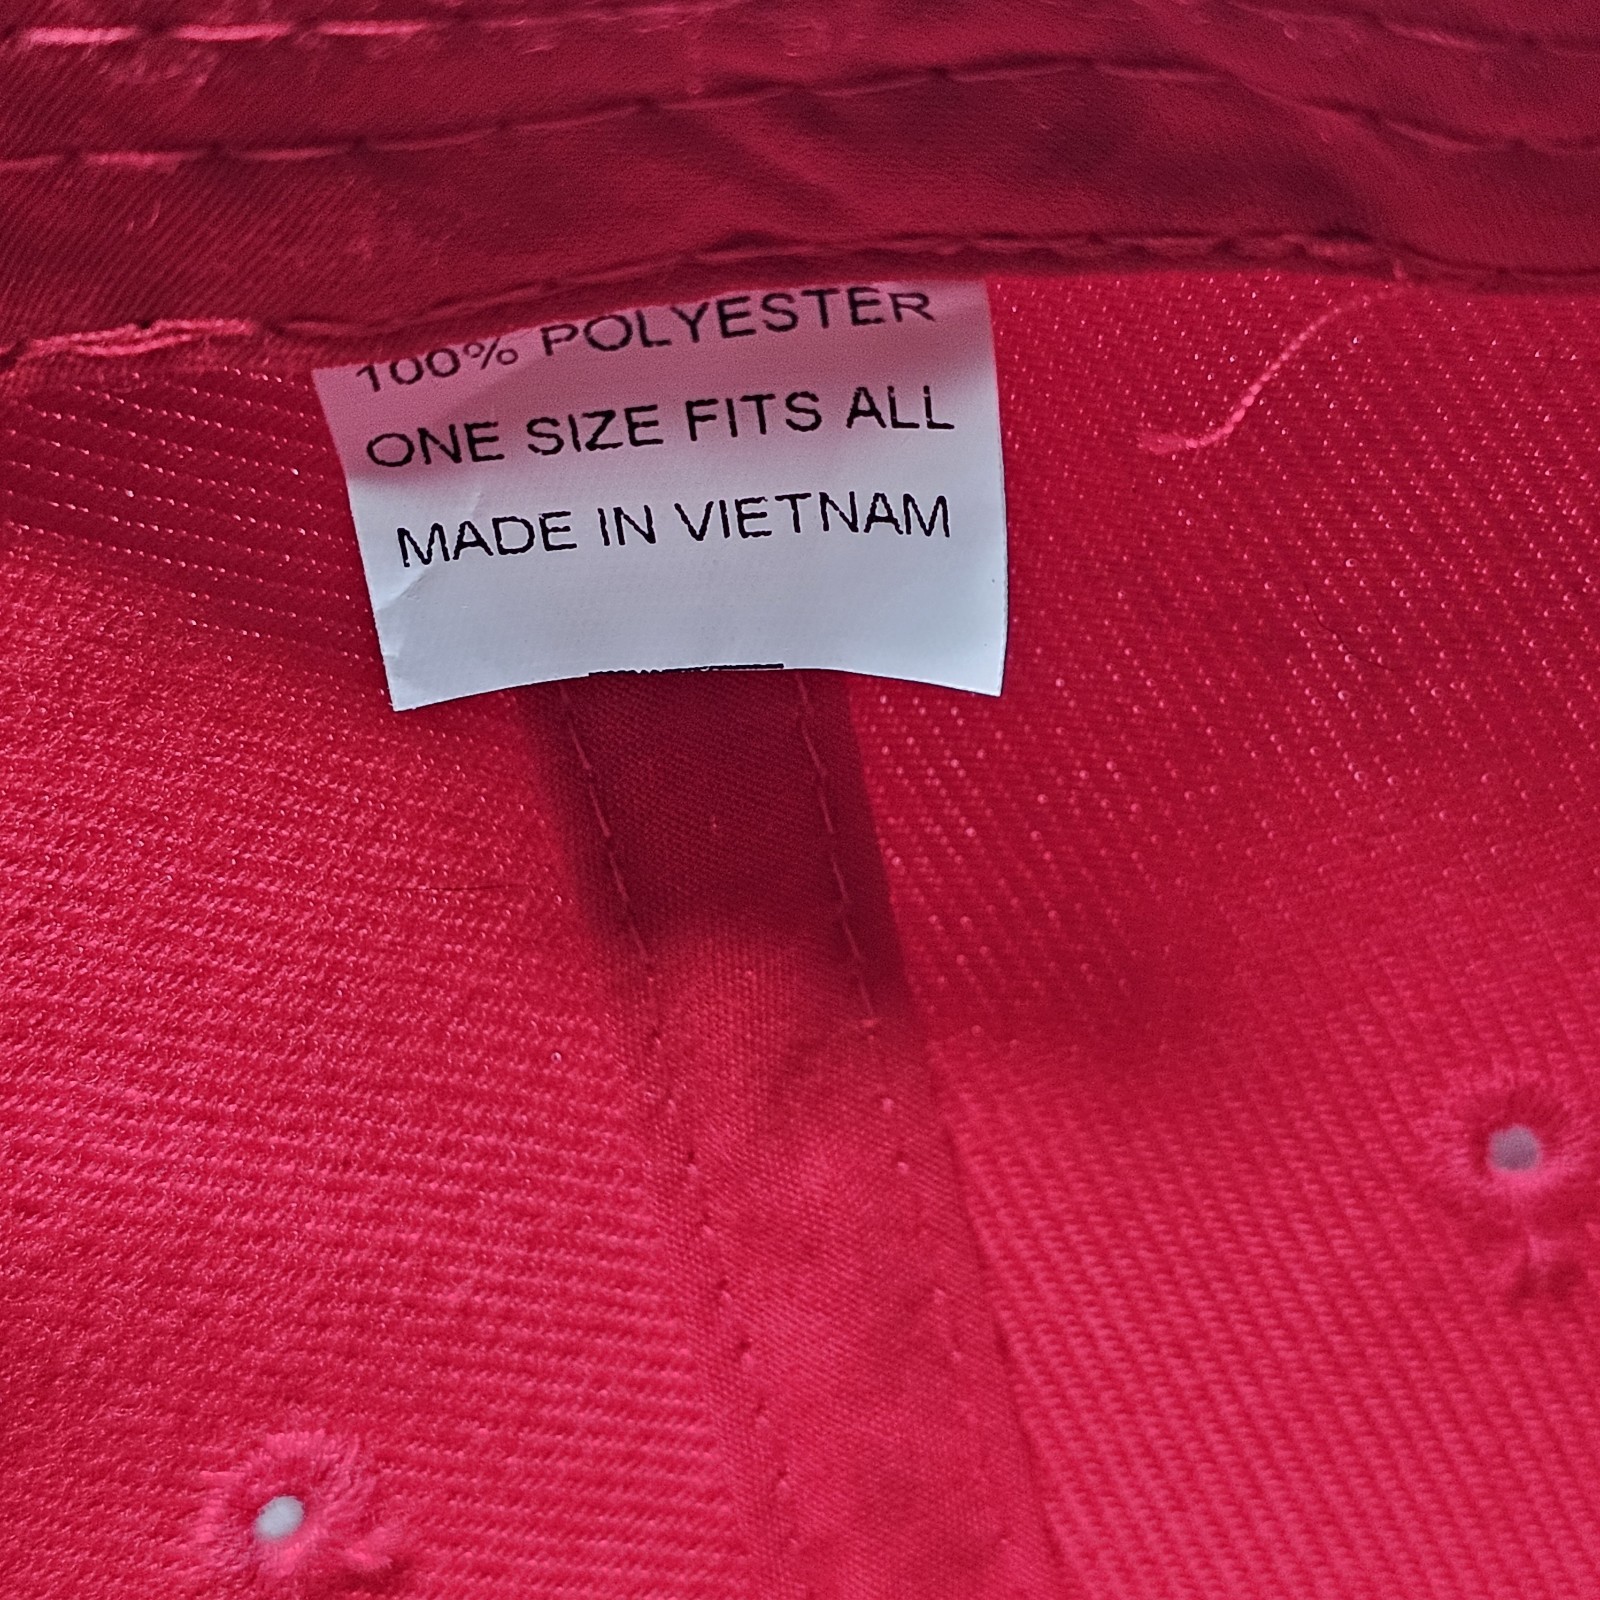 100% POLYESTER
ONE SIZE FITS ALL
MADE IN VIETNAM